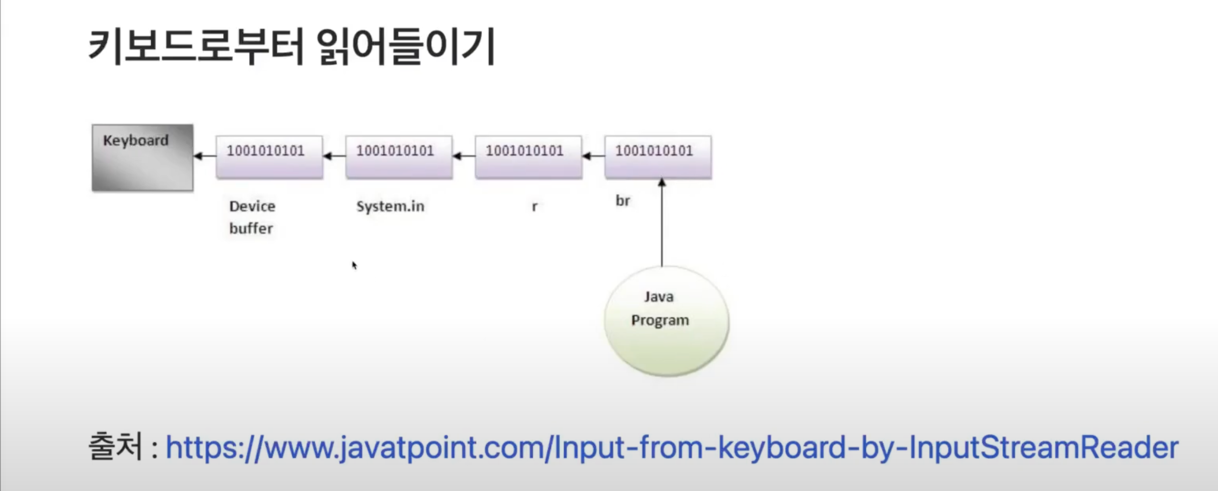 키보드로부터 읽어들이기
Keyboard
1001010101
1001010101
1001010101
1001010101
Device
buffer
System.in
r
br
Java
Program
출처 : https://www.javatpoint.com/Input-from-keyboard-by-InputStreamReader